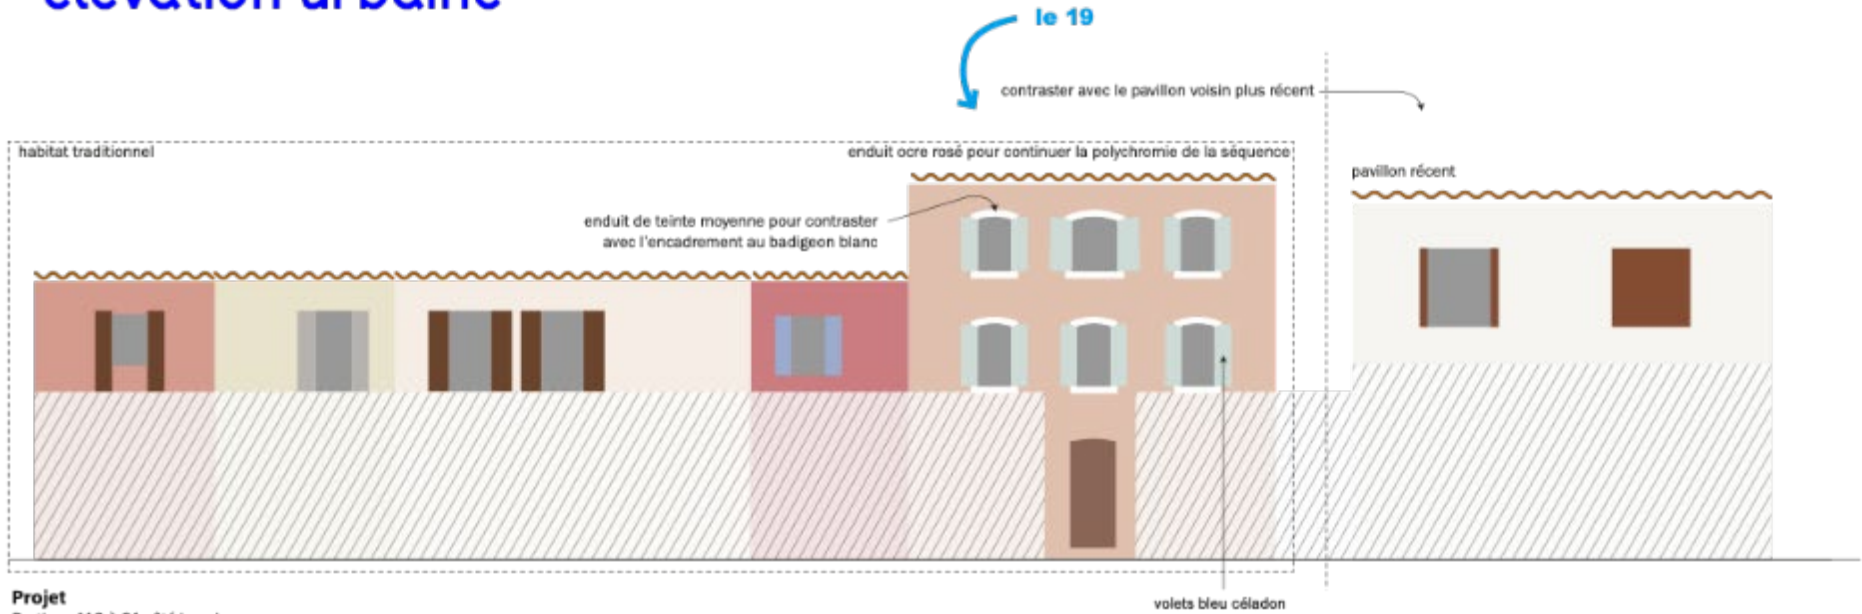 élévation urbaine
le 19
contraster avec le pavillon voisin plus récent
habitat traditionnel
enduit ocre rosé pour continuer la polychromie de la séquence
pavillon récent
enduit de teinte moyenne pour contraster
avec l'encadrement au badigeon blanc
Projet
volets bleu céladon